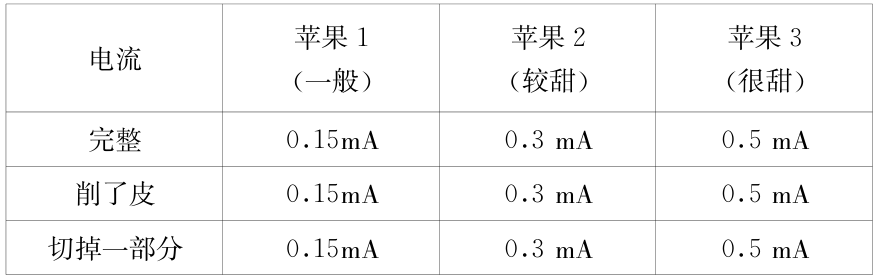 电流 苹果1 苹果2 苹果3
（一般） （较甜） （很甜）
完整 0.15mA 0.3 mA 0.5 mA
削了皮 0.15mA 0.3 mA 0.5 mA
切掉一部分 0.15mA 0.3 mA 0.5 mA